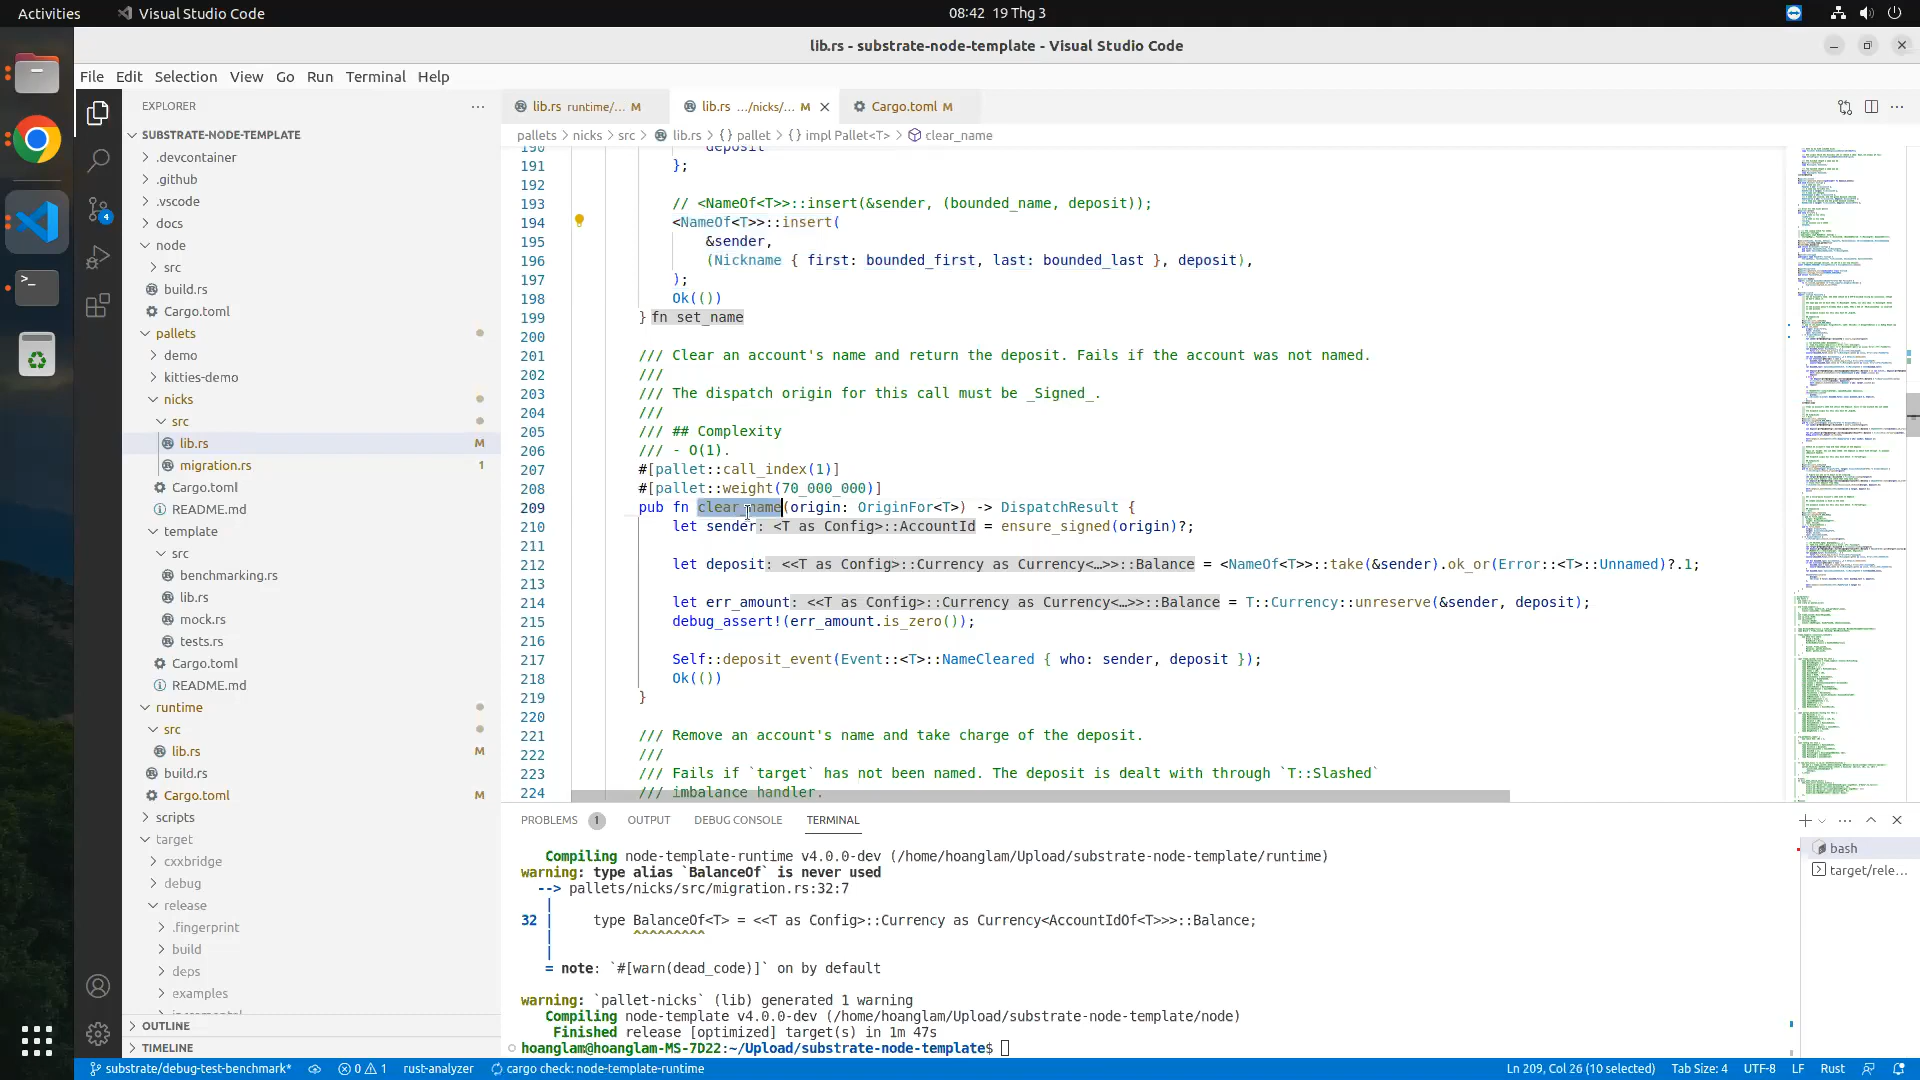 Activities
Visual Studio Code
08:42 19 Thg 3
lib.rs - substrate-node-template - Visual Studio Code
File Edit Selection View Go Run Terminal Help
EXPLORER
SUBSTRATE-NODE-TEMPLATE
.devcontainer
.github
.vscode
docs
node
src
build.rs
Cargo.toml
pallets
demo
kitties-demo
nicks
src
lib.rs M
migration.rs 1
Cargo.toml
README.md
template
src
benchmarking.rs
lib.rs
mock.rs
tests.rs
Cargo.toml
README.md
runtime
src
lib.rs M
build.rs
Cargo.toml M
scripts
target
cxxbridge
debug
release
.fingerprint
build
deps
examples
OUTLINE
TIMELINE
4
lib.rs runtime/... M
lib.rs .../nicks/... M
Cargo.toml M
pallets > nicks > src > lib.rs > {} pallet > {} impl Pallet<T> > clear_name
190 deposit
191 };
192
193 // <NameOf<T>>::insert(&sender, (bounded_name, deposit));
194 <NameOf<T>>::insert(
195 &sender,
196 (Nickname { first: bounded_first, last: bounded_last }, deposit),
197 );
198 Ok(())
199 } fn set_name
200
201 /// Clear an account's name and return the deposit. Fails if the account was not named.
202 ///
203 /// The dispatch origin for this call must be _Signed_.
204 ///
205 /// ## Complexity
206 /// - O(1).
207 #[pallet::call_index(1)]
208 #[pallet::weight(70_000_000)]
209 pub fn clear_name(origin: OriginFor<T>) -> DispatchResult {
210 let sender: <T as Config>::AccountId = ensure_signed(origin)?;
211
212 let deposit: <<T as Config>::Currency as Currency<…>>::Balance = <NameOf<T>>::take(&sender).ok_or(Error::<T>::Unnamed)?.1;
213
214 let err_amount: <<T as Config>::Currency as Currency<…>>::Balance = T::Currency::unreserve(&sender, deposit);
215 debug_assert!(err_amount.is_zero());
216
217 Self::deposit_event(Event::<T>::NameCleared { who: sender, deposit });
218 Ok(())
219 }
220
221 /// Remove an account's name and take charge of the deposit.
222 ///
223 /// Fails if `target` has not been named. The deposit is dealt with through `T::Slashed`
224 /// imbalance handler.
PROBLEMS 1 OUTPUT DEBUG CONSOLE TERMINAL
Compiling node-template-runtime v4.0.0-dev (/home/hoanglam/Upload/substrate-node-template/runtime)
warning: type alias `BalanceOf` is never used
--> pallets/nicks/src/migration.rs:32:7
|
32 | type BalanceOf<T> = <<T as Config>::Currency as Currency<AccountIdOf<T>>>::Balance;
| ^^^^^^^^^
|
= note: `#[warn(dead_code)]` on by default
warning: `pallet-nicks` (lib) generated 1 warning
Compiling node-template v4.0.0-dev (/home/hoanglam/Upload/substrate-node-template/node)
Finished release [optimized] target(s) in 1m 47s
hoanglam@hoanglam-MS-7D22:~/Upload/substrate-node-template$
bash
target/rele...
substrate/debug-test-benchmark* 0 1 rust-analyzer cargo check: node-template-runtime
Ln 209, Col 26 (10 selected) Tab Size: 4 UTF-8 LF Rust